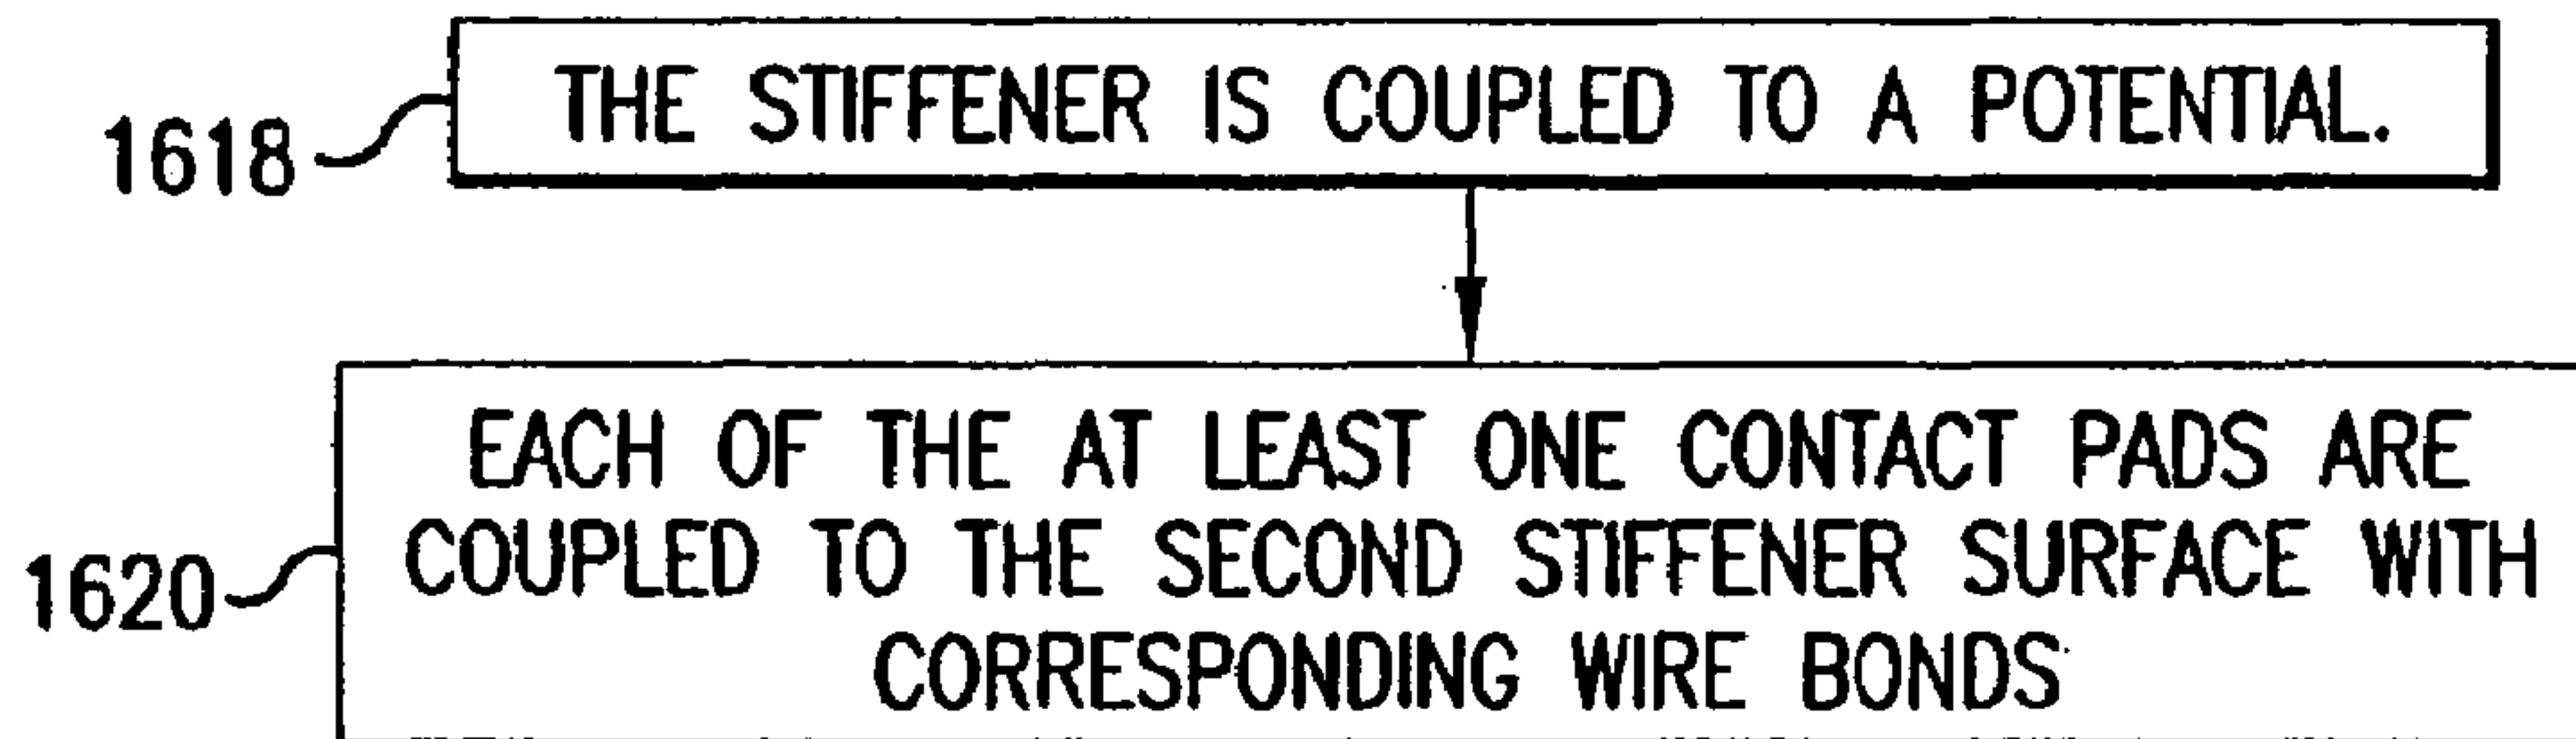 1618
THE STIFFENER IS COUPLED TO A POTENTIAL.
1620
EACH OF THE AT LEAST ONE CONTACT PADS ARE
COUPLED TO THE SECOND STIFFENER SURFACE WITH
CORRESPONDING WIRE BONDS